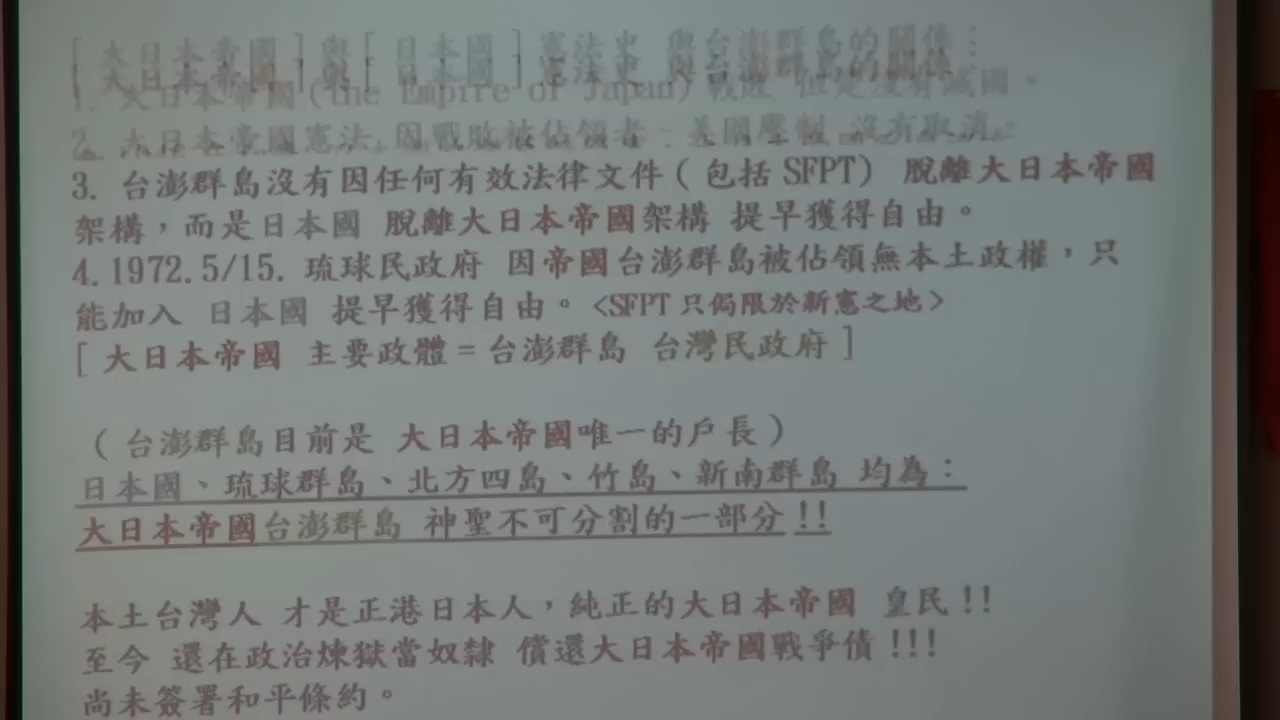 [ 大日本帝國 ] 與 [ 日本國 ] 憲法史 與台澎群島的關係：
1. 大日本帝國 (the Empire of Japan) 戰敗 但是沒有滅國。
2. 大日本帝國憲法，因戰敗被佔領者：美國壓制 沒有取消。
3. 台澎群島沒有因任何有效法律文件 ( 包括 SFPT ) 脫離大日本帝國
架構，而是日本國 脫離大日本帝國架構 提早獲得自由。
4.1972.5/15. 琉球民政府 因帝國台澎群島被佔領無本土政權，只
能加入 日本國 提早獲得自由。<SFPT 只侷限於新憲之地>
[ 大日本帝國 主要政體 = 台澎群島 台灣民政府 ]
( 台澎群島目前是 大日本帝國唯一的戶長 )
日本國、琉球群島、北方四島、竹島、新南群島 均為：
大日本帝國台澎群島 神聖不可分割的一部分 !!
本土台灣人 才是正港日本人，純正的大日本帝國 皇民 !!
至今 還在政治煉獄當奴隸 償還大日本帝國戰爭債 !!!
尚未簽署和平條約。